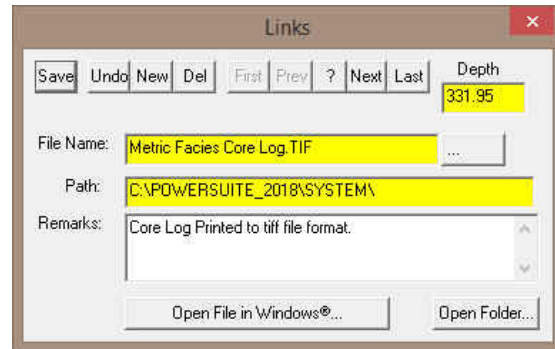 Links
Save Undo New Del First Prev ? Next Last Depth
331.95
File Name: Metric Facies Core Log.TIF ...
Path: C:\POWERSUITE_2018\SYSTEM\
Remarks: Core Log Printed to tiff file format.
Open File in Windows®... Open Folder...